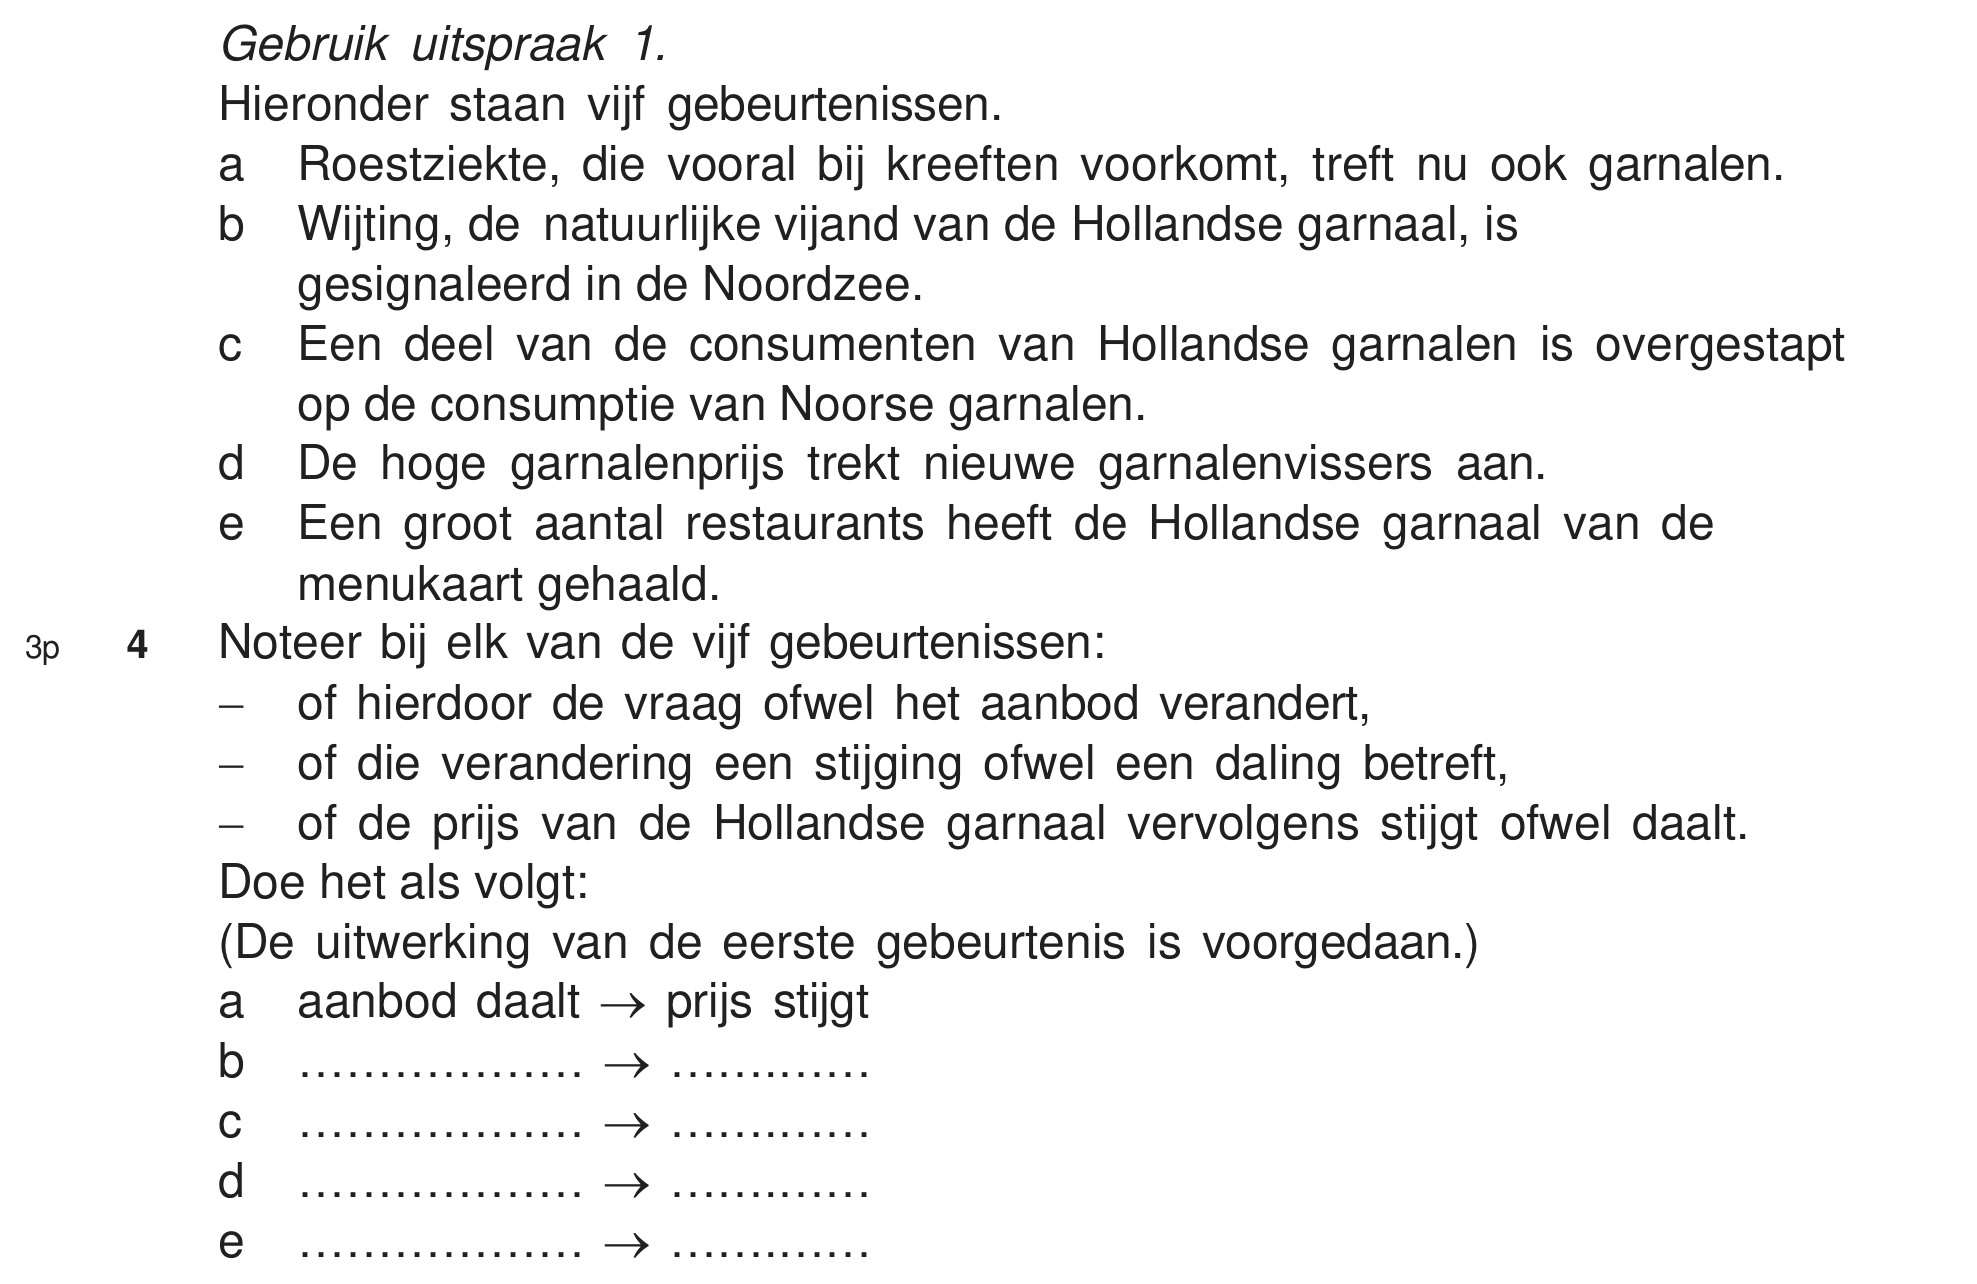 Gebruik uitspraak 1.
Hieronder staan vijf gebeurtenissen.
a Roestziekte, die vooral bij kreeften voorkomt, treft nu ook garnalen.
b Wijting, de natuurlijke vijand van de Hollandse garnaal, is
gesignaleerd in de Noordzee.
c Een deel van de consumenten van Hollandse garnalen is overgestapt
op de consumptie van Noorse garnalen.
d De hoge garnalenprijs trekt nieuwe garnalenvissers aan.
e Een groot aantal restaurants heeft de Hollandse garnaal van de
menukaart gehaald.
3p 4 Noteer bij elk van de vijf gebeurtenissen:
– of hierdoor de vraag ofwel het aanbod verandert,
– of die verandering een stijging ofwel een daling betreft,
– of de prijs van de Hollandse garnaal vervolgens stijgt ofwel daalt.
Doe het als volgt:
(De uitwerking van de eerste gebeurtenis is voorgedaan.)
a aanbod daalt → prijs stijgt
b .................. → .............
c .................. → .............
d .................. → .............
e .................. → .............